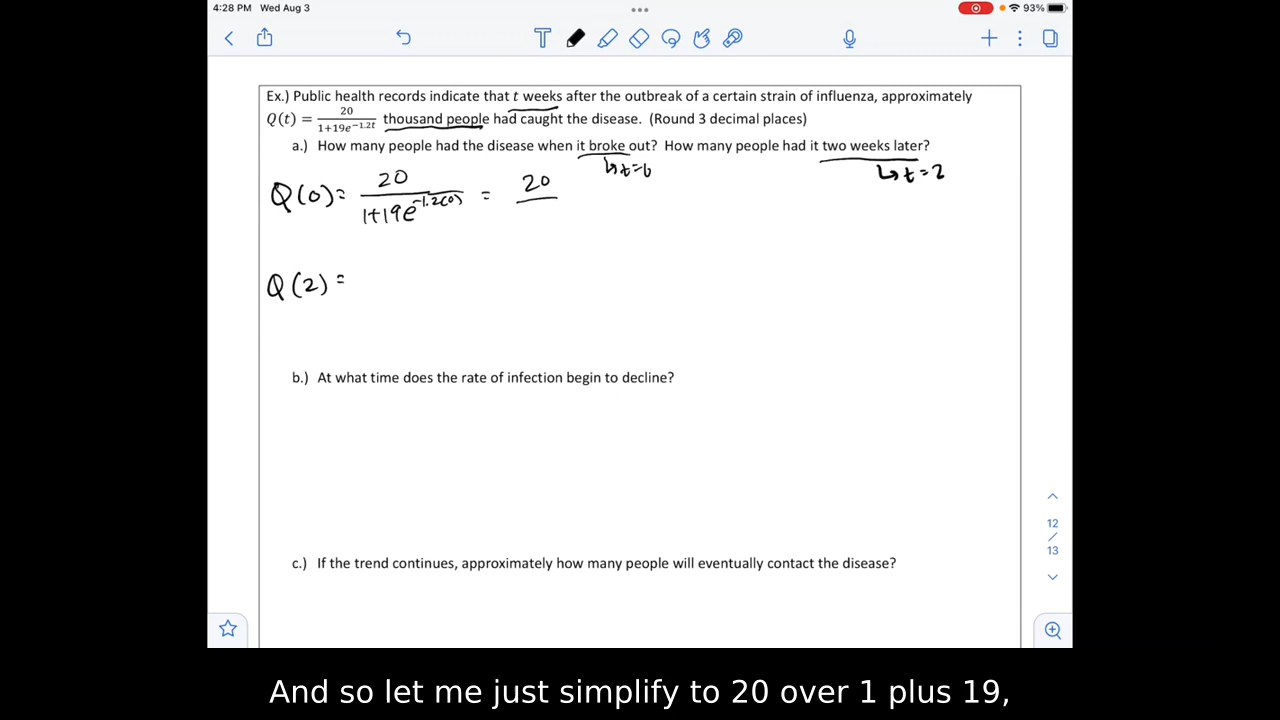 4:28 PM Wed Aug 3
93%
Ex.) Public health records indicate that t weeks after the outbreak of a certain strain of influenza, approximately
Q(t) = 20/(1+19e^−1.2t) thousand people had caught the disease. (Round 3 decimal places)
a.) How many people had the disease when it broke out? How many people had it two weeks later?
↳t=0 ↳t=2
Q(0)= 20/(1+19e^-1.2(0)) = 20
Q(2)=
b.) At what time does the rate of infection begin to decline?
c.) If the trend continues, approximately how many people will eventually contact the disease?
12
/
13
And so let me just simplify to 20 over 1 plus 19,